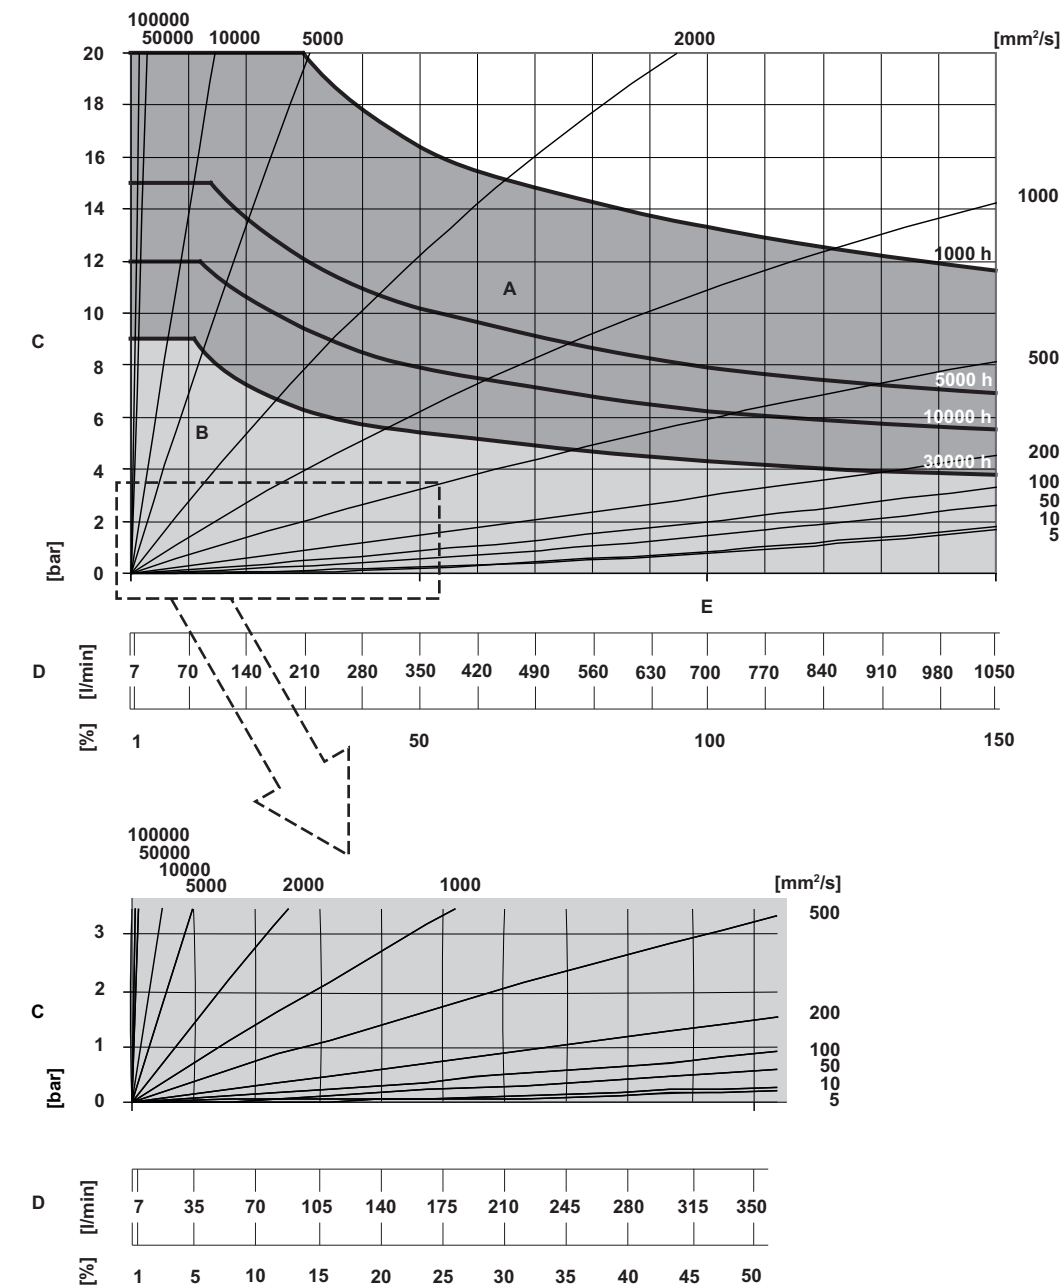 100000
50000 10000 5000 2000 [mm²/s]
20
18
16
14 1000
12 1000 h
A
10
C
8 500
5000 h
6 10000 h
B
4 30000 h 200
100
50
2 10
5
0
[bar]
E
D [l/min] 7 70 140 210 280 350 420 490 560 630 700 770 840 910 980 1050
[%] 1 50 100 150
100000
50000
10000
5000 2000 1000 [mm²/s]
500
3
2
C 200
1 100
50
10
0 5
[bar]
D [l/min] 7 35 70 105 140 175 210 245 280 315 350
[%] 1 5 10 15 20 25 30 35 40 45 50